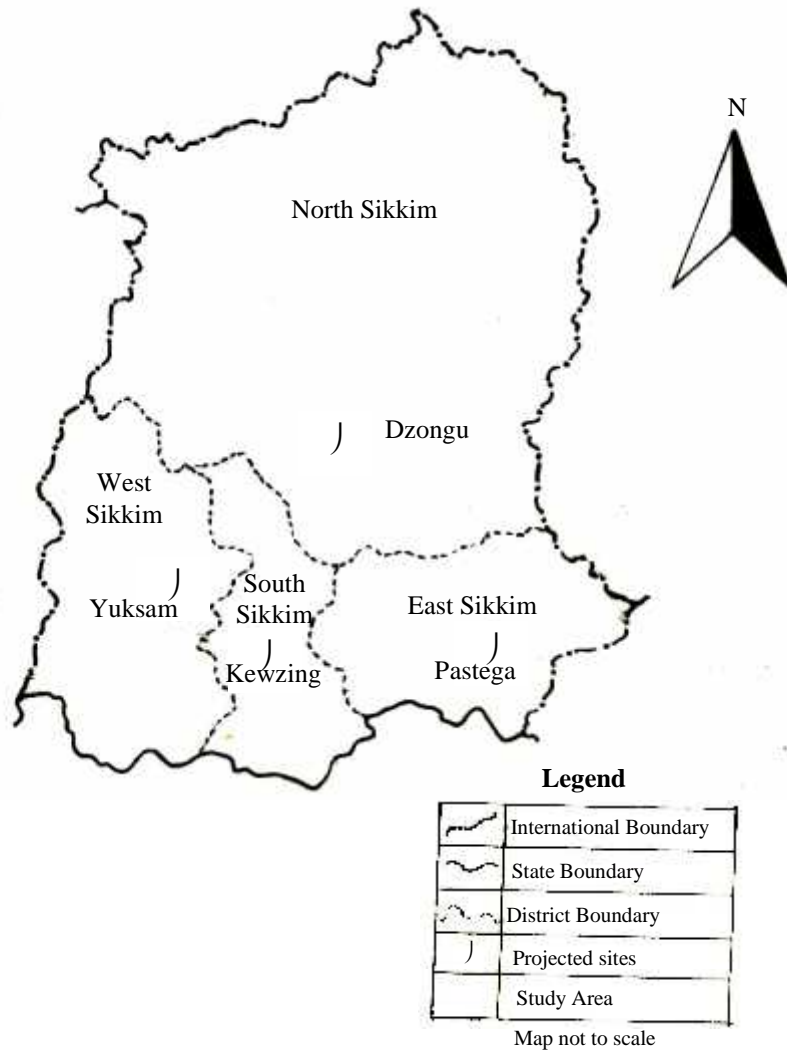 N
North Sikkim
Dzongu
West
Sikkim
Yuksam
South
Sikkim
Kewzing
East Sikkim
Pastega
Legend
International Boundary
State Boundary
District Boundary
Projected sites
Study Area
Map not to scale